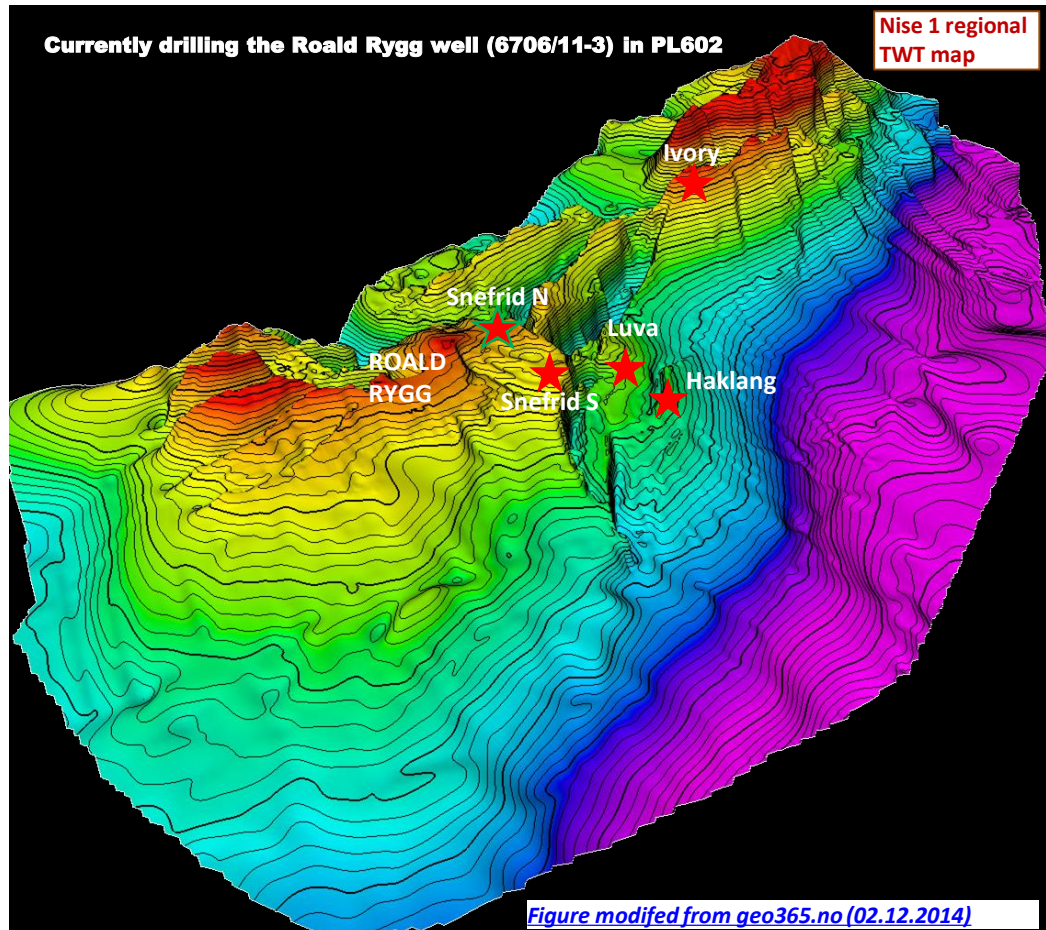 Currently drilling the Roald Rygg well (6706/11-3) in PL602
Nise 1 regional
TWT map
Ivory
Snefrid N
Luva
ROALD
RYGG
Haklang
Snefrid S
Figure modifed from geo365.no (02.12.2014)